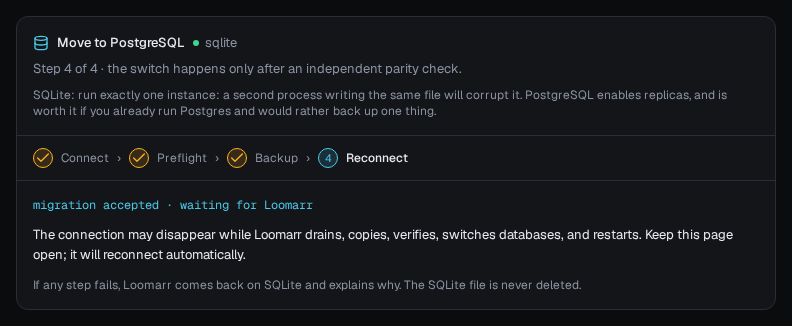 Move to PostgreSQL sqlite
Step 4 of 4 · the switch happens only after an independent parity check.
SQLite: run exactly one instance: a second process writing the same file will corrupt it. PostgreSQL enables replicas, and is
worth it if you already run Postgres and would rather back up one thing.
Connect › Preflight › Backup › 4 Reconnect
migration accepted · waiting for Loomarr
The connection may disappear while Loomarr drains, copies, verifies, switches databases, and restarts. Keep this page
open; it will reconnect automatically.
If any step fails, Loomarr comes back on SQLite and explains why. The SQLite file is never deleted.